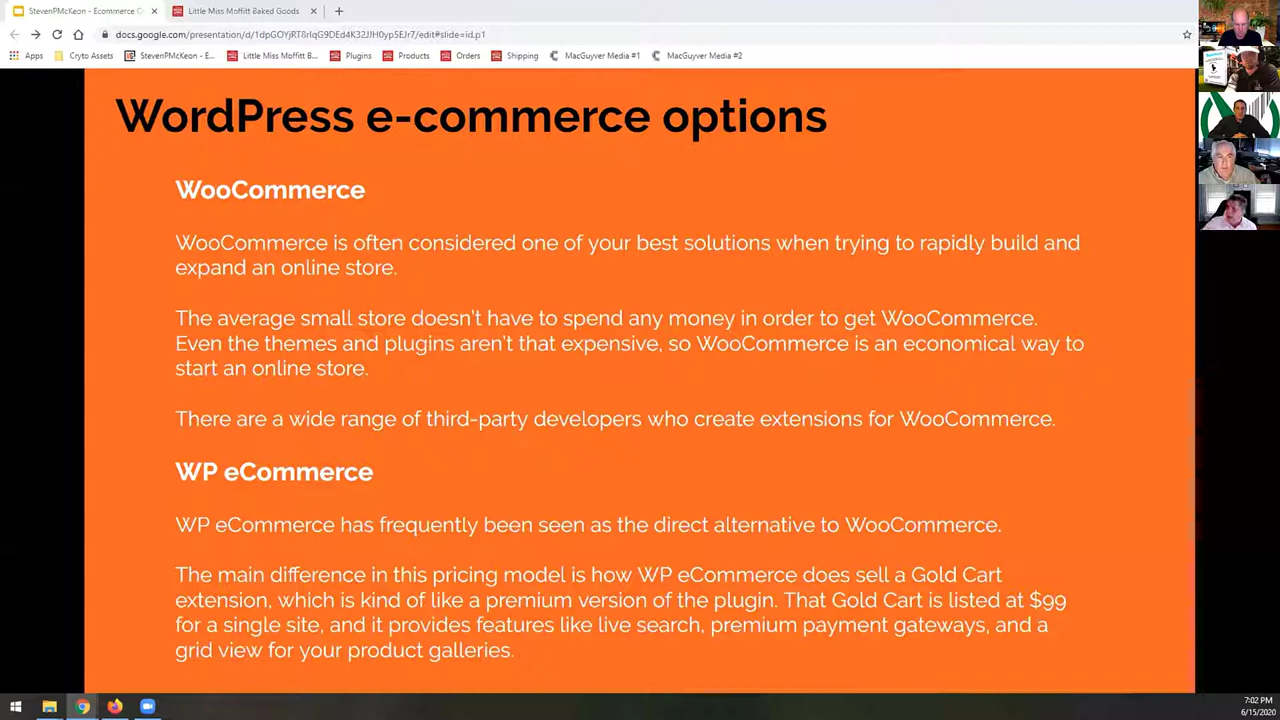 StevenPMcKeon - Ecommerce C
Little Miss Moffitt Baked Goods
docs.google.com/presentation/d/1dpGOYjRT8rIqG9DEd4K32JJIH0yp5EJr7/edit#slide=id.p1
Apps
Cryto Assets
StevenPMcKeon - E...
Little Miss Moffitt B...
Plugins
Products
Orders
Shipping
MacGuyver Media #1
MacGuyver Media #2
WordPress e-commerce options
WooCommerce
WooCommerce is often considered one of your best solutions when trying to rapidly build and
expand an online store.
The average small store doesn't have to spend any money in order to get WooCommerce.
Even the themes and plugins aren't that expensive, so WooCommerce is an economical way to
start an online store.
There are a wide range of third-party developers who create extensions for WooCommerce.
WP eCommerce
WP eCommerce has frequently been seen as the direct alternative to WooCommerce.
The main difference in this pricing model is how WP eCommerce does sell a Gold Cart
extension, which is kind of like a premium version of the plugin. That Gold Cart is listed at $99
for a single site, and it provides features like live search, premium payment gateways, and a
grid view for your product galleries.
7:02 PM
6/15/2020